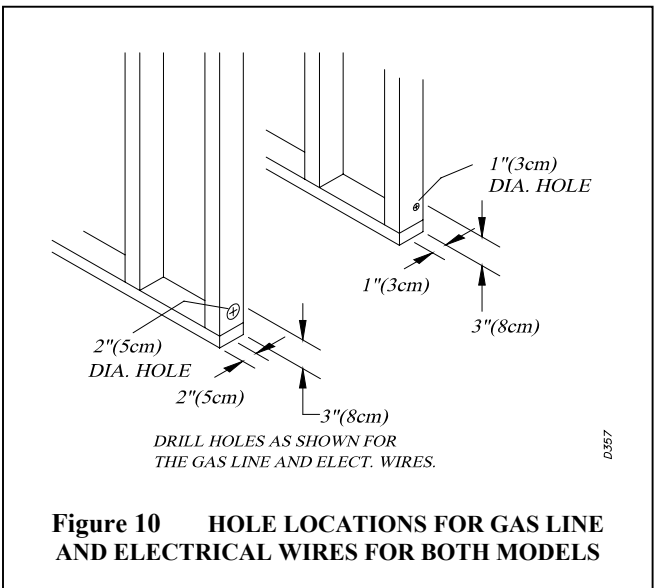 1"(3cm)
DIA. HOLE
1"(3cm)
3"(8cm)
2"(5cm)
DIA. HOLE
2"(5cm)
3"(8cm)
DRILL HOLES AS SHOWN FOR
THE GAS LINE AND ELECT. WIRES.
D357
Figure 10 HOLE LOCATIONS FOR GAS LINE
AND ELECTRICAL WIRES FOR BOTH MODELS